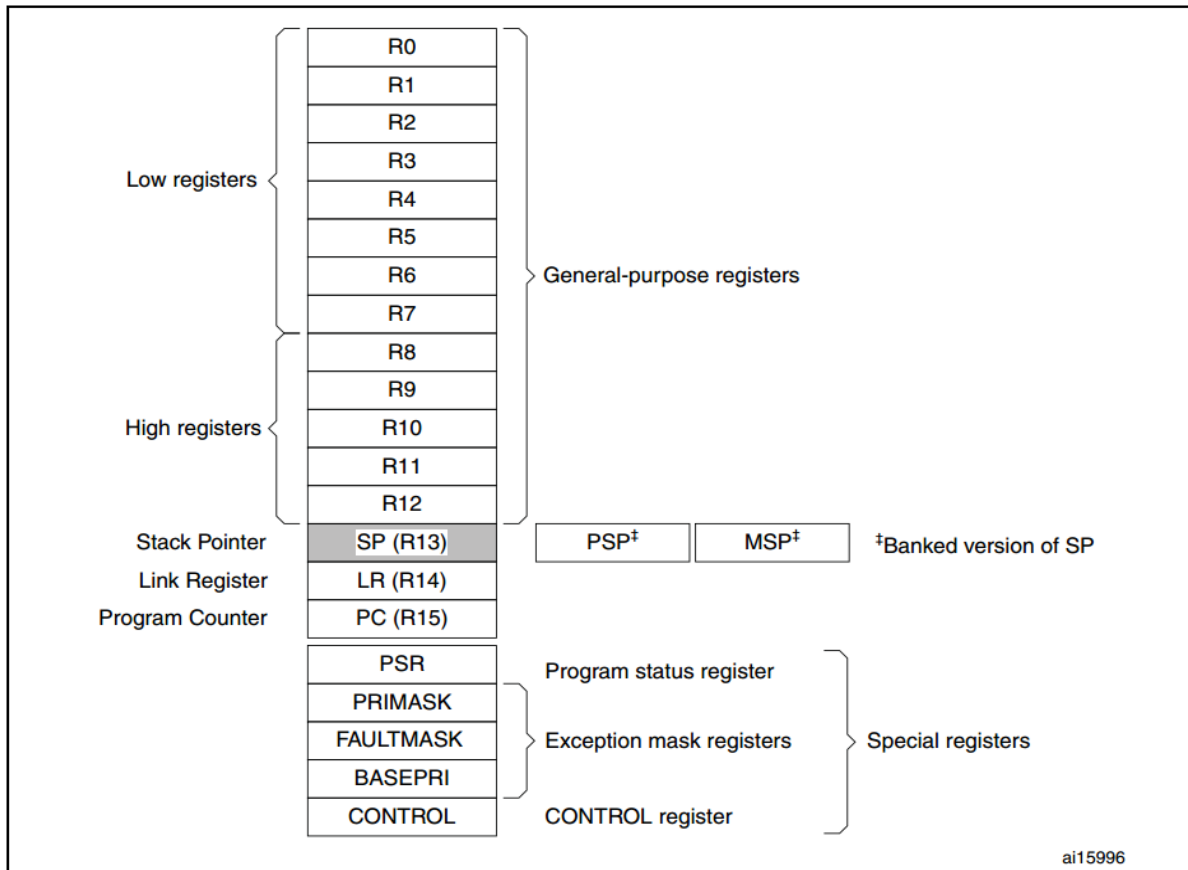 R0
R1
R2
R3
Low registers
R4
R5
R6
General-purpose registers
R7
R8
R9
High registers
R10
R11
R12
Stack Pointer SP (R13) PSP‡ MSP‡ ‡Banked version of SP
Link Register LR (R14)
Program Counter PC (R15)
PSR Program status register
PRIMASK
FAULTMASK Exception mask registers Special registers
BASEPRI
CONTROL CONTROL register
ai15996